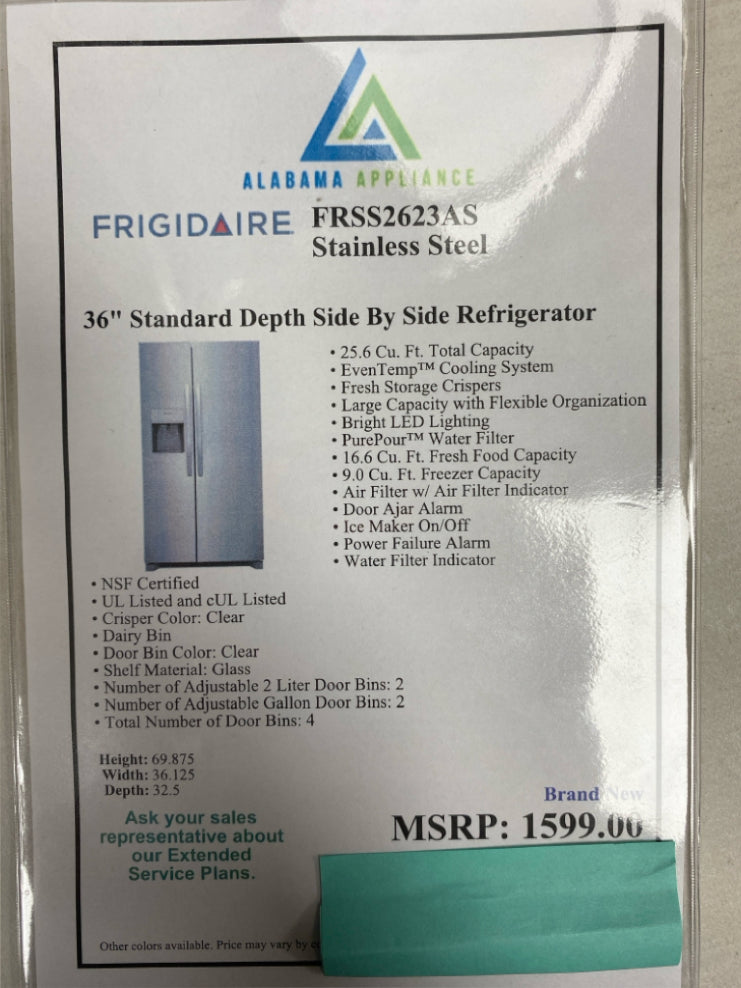 ALABAMA APPLIANCE
FRIGIDAIRE FRSS2623AS
Stainless Steel
36" Standard Depth Side By Side Refrigerator
• 25.6 Cu. Ft. Total Capacity
• EvenTemp™ Cooling System
• Fresh Storage Crispers
• Large Capacity with Flexible Organization
• Bright LED Lighting
• PurePour™ Water Filter
• 16.6 Cu. Ft. Fresh Food Capacity
• 9.0 Cu. Ft. Freezer Capacity
• Air Filter w/ Air Filter Indicator
• Door Ajar Alarm
• Ice Maker On/Off
• Power Failure Alarm
• Water Filter Indicator
• NSF Certified
• UL Listed and cUL Listed
• Crisper Color: Clear
• Dairy Bin
• Door Bin Color: Clear
• Shelf Material: Glass
• Number of Adjustable 2 Liter Door Bins: 2
• Number of Adjustable Gallon Door Bins: 2
• Total Number of Door Bins: 4
Height: 69.875
Width: 36.125
Depth: 32.5
Brand New
MSRP: 1599.00
Ask your sales
representative about
our Extended
Service Plans.
Other colors available. Price may vary by